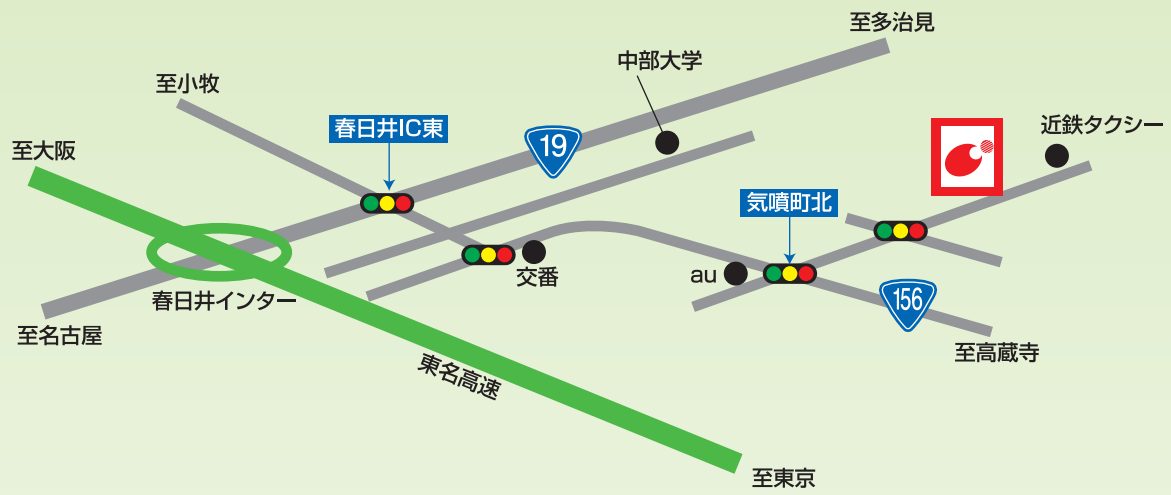 至多治見
中部大学
至小牧
春日井IC東
19
近鉄タクシー
至大阪
気噴町北
交番
au
春日井インター
156
至名古屋
至高蔵寺
東名高速
至東京